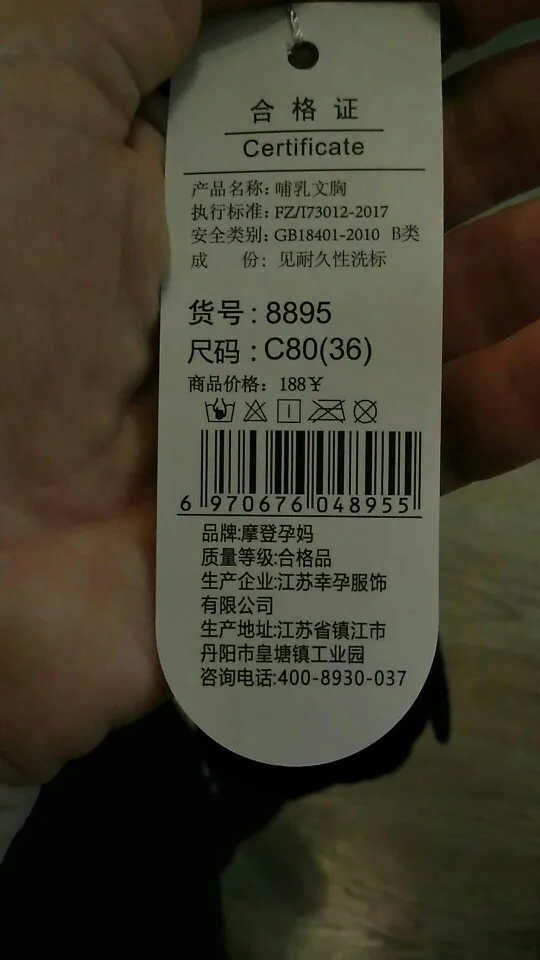 合格证
Certificate
产品名称: 哺乳文胸
执行标准: FZ/I73012-2017
安全类别: GB18401-2010 B类
成 份: 见耐久性洗标
货号: 8895
尺码: C80(36)
商品价格: 188¥
6 970676 048955
品牌:摩登孕妈
质量等级:合格品
生产企业:江苏幸孕服饰
有限公司
生产地址:江苏省镇江市
丹阳市皇塘镇工业园
咨询电话:400-8930-037